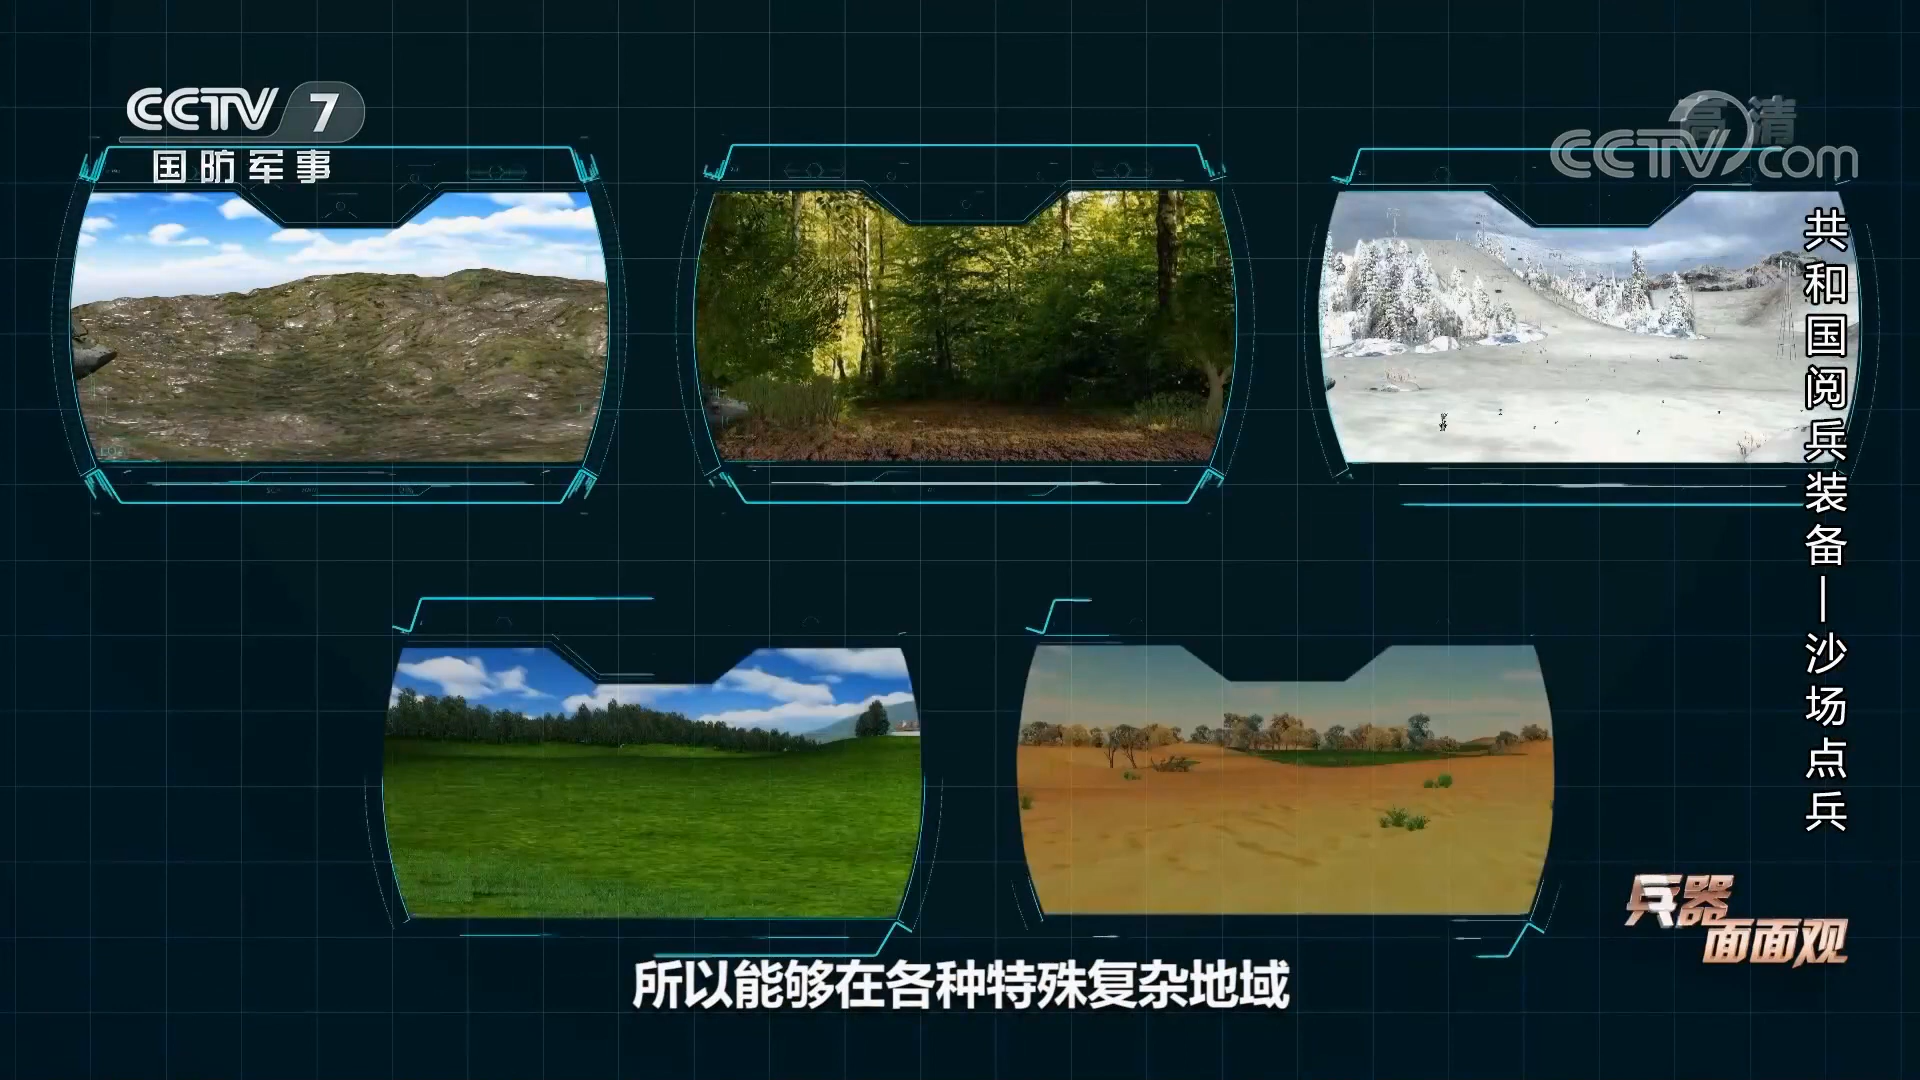 CCTV 7
国防军事
高清
CCTV.com
共和国阅兵装备—沙场点兵
兵器
面面观
所以能够在各种特殊复杂地域